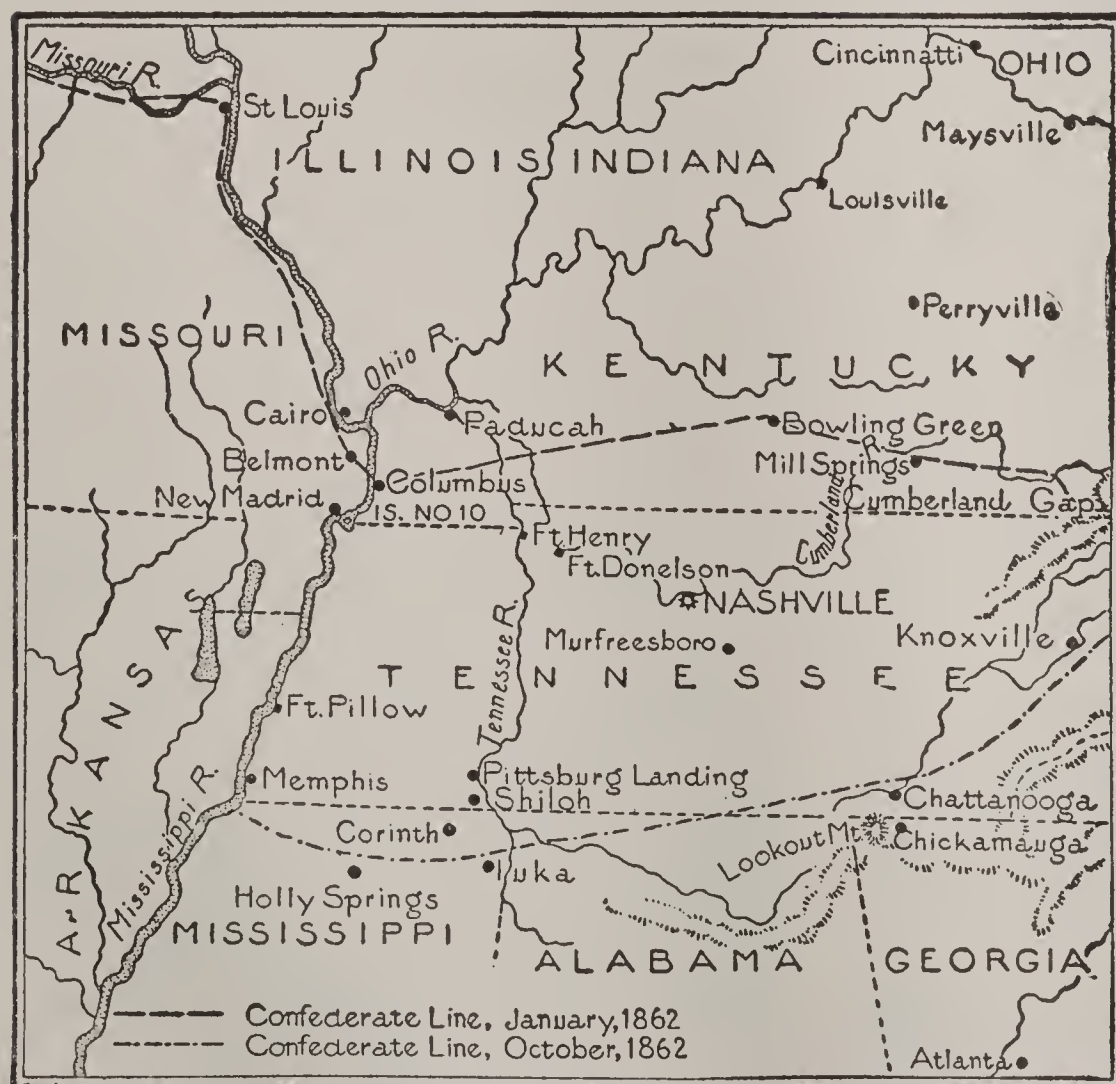 Missouri R.
St Louis
Cincinnatti
OHIO
Maysville
ILLINOIS
INDIANA
Louisville
Perryville
MISSOURI
Ohio R.
KENTUCKY
Cairo
Paducah
Bowling Green
Belmont
R.
Mill Springs
Columbus
New Madrid
Cumberland Gap
IS. NO 10
Cumberland
Ft. Henry
Ft. Donelson
NASHVILLE
Murfreesboro
Knoxville
TENNESSEE
Tennessee R.
ARKANSAS
Ft. Pillow
Memphis
Pittsburg Landing
Shiloh
Chattanooga
Mississippi R.
Corinth
Lookout Mt.
Chickamauga
Iuka
Holly Springs
MISSISSIPPI
ALABAMA
GEORGIA
Confederate Line, January, 1862
Confederate Line, October, 1862
Atlanta